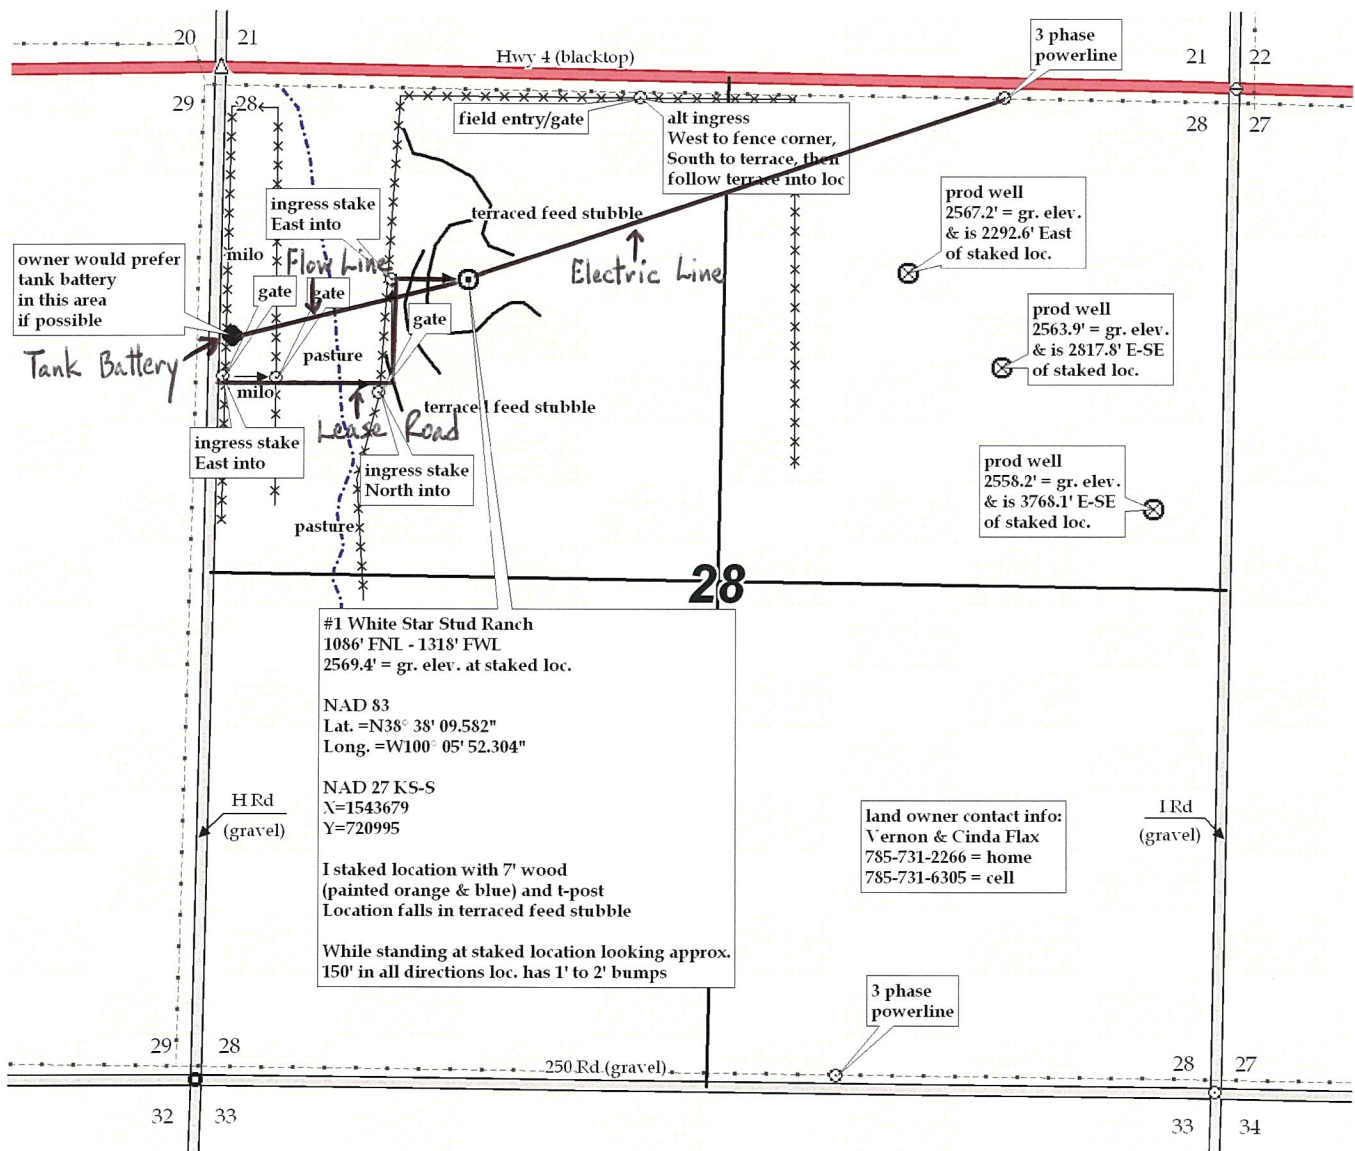 20
21
21
22
Hwy 4 (blacktop)
3 phase
powerline
29
28
28
27
field entry/gate
alt ingress
West to fence corner,
South to terrace, then
follow terrace into loc
ingress stake
East into
terraced feed stubble
prod well
2567.2' = gr. elev.
& is 2292.6' East
of staked loc.
owner would prefer
tank battery
in this area
if possible
milo
Flow Line
Electric Line
gate
gate
gate
prod well
2563.9' = gr. elev.
& is 2817.8' E-SE
of staked loc.
Tank Battery
pasture
milo
terraced feed stubble
Lease Road
ingress stake
East into
ingress stake
North into
prod well
2558.2' = gr. elev.
& is 3768.1' E-SE
of staked loc.
pasture
28
#1 White Star Stud Ranch
1086' FNL - 1318' FWL
2569.4' = gr. elev. at staked loc.
NAD 83
Lat. =N38° 38' 09.582"
Long. =W100° 05' 52.304"
NAD 27 KS-S
X=1543679
Y=720995
I staked location with 7' wood
(painted orange & blue) and t-post
Location falls in terraced feed stubble
While standing at staked location looking approx.
150' in all directions loc. has 1' to 2' bumps
H Rd
(gravel)
land owner contact info:
Vernon & Cinda Flax
785-731-2266 = home
785-731-6305 = cell
I Rd
(gravel)
3 phase
powerline
29
28
250 Rd (gravel)
28
27
32
33
33
34